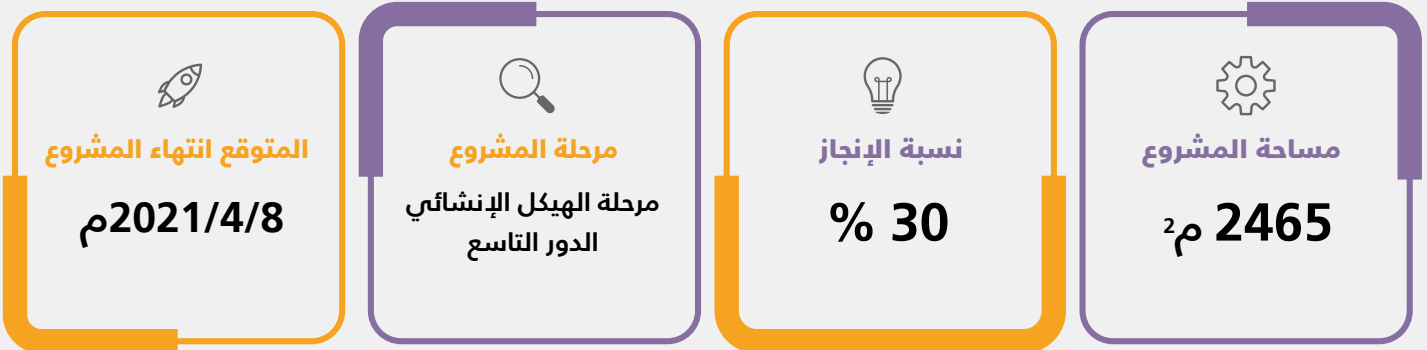 مساحة المشروع
2465 م²
نسبة الإنجاز
30 %
مرحلة المشروع
مرحلة الهيكل الإنشائي
الدور التاسع
المتوقع انتهاء المشروع
2021/4/8م